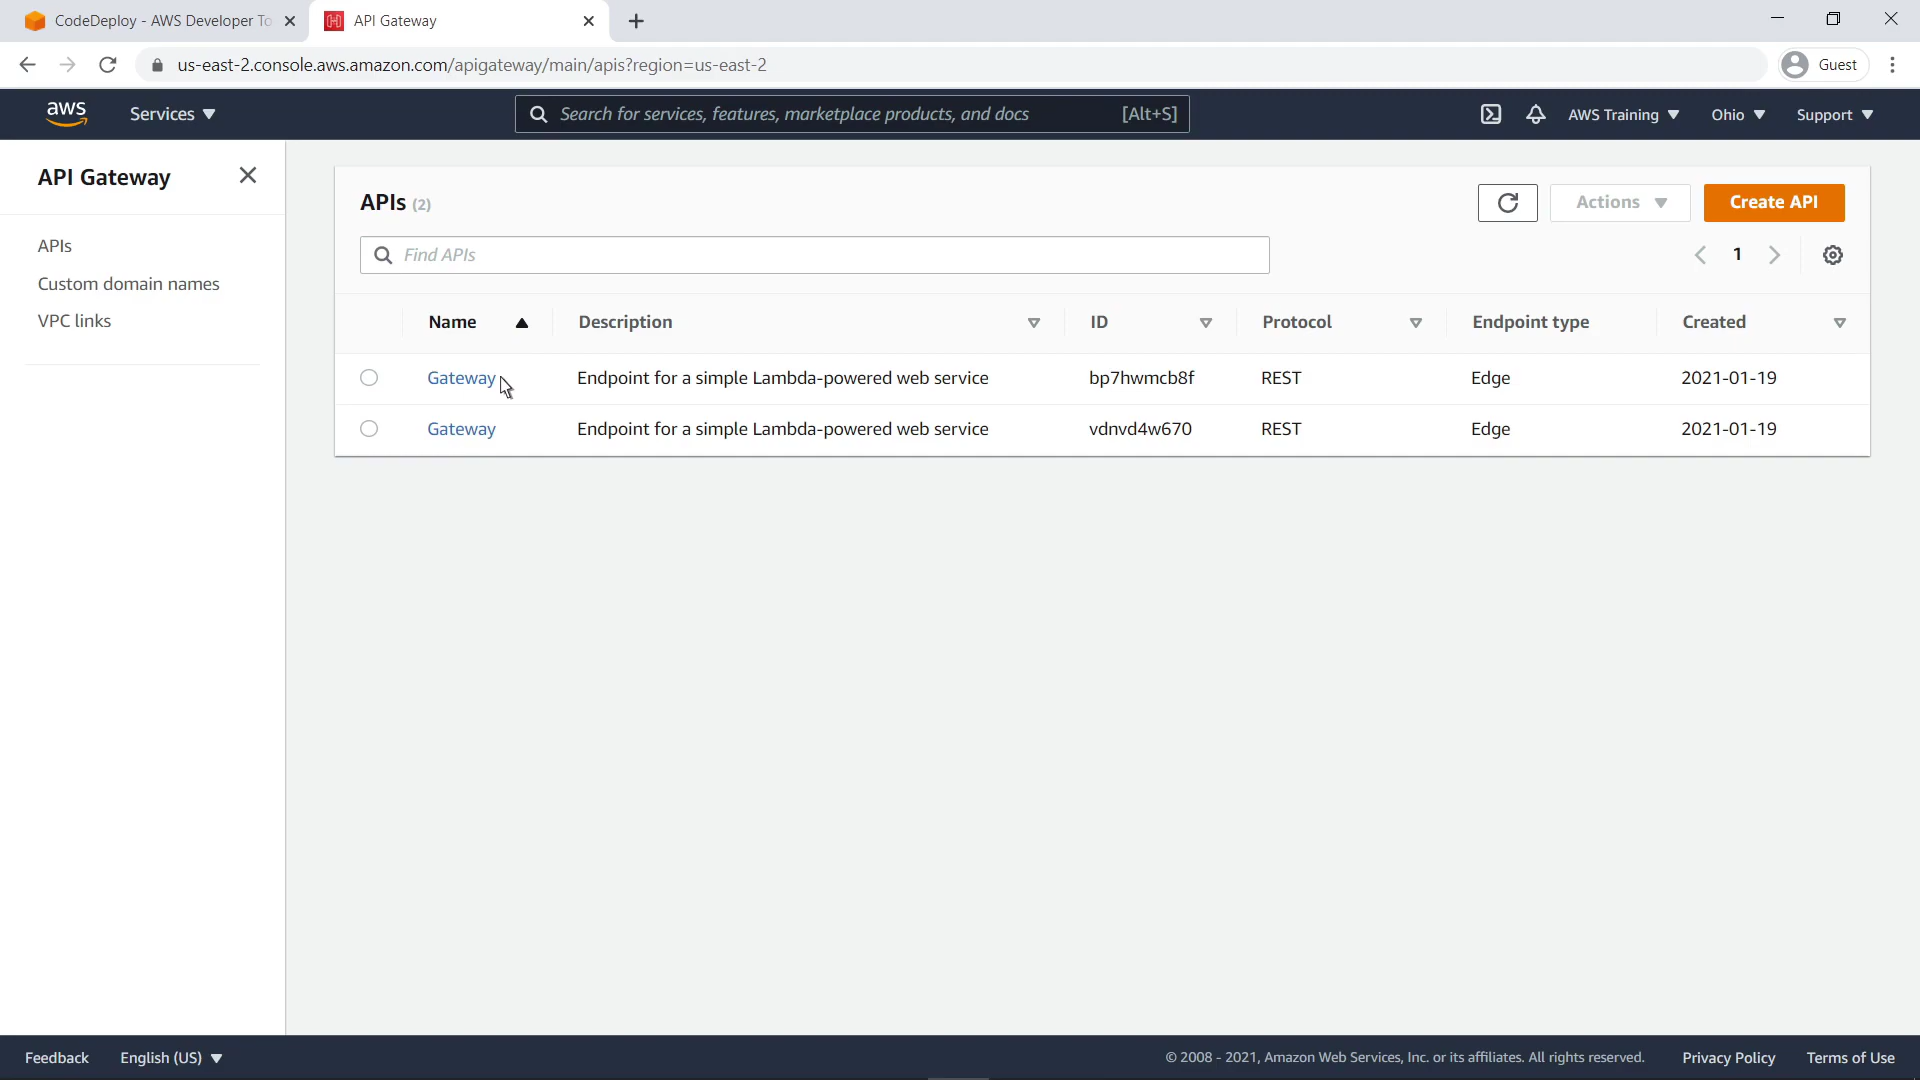 CodeDeploy - AWS Developer To
API Gateway
us-east-2.console.aws.amazon.com/apigateway/main/apis?region=us-east-2
Guest
aws
Services
Search for services, features, marketplace products, and docs
[Alt+S]
AWS Training
Ohio
Support
API Gateway
APIs
Custom domain names
VPC links
APIs (2)
Actions
Create API
Find APIs
1
Name Description ID Protocol Endpoint type Created
Gateway Endpoint for a simple Lambda-powered web service bp7hwmcb8f REST Edge 2021-01-19
Gateway Endpoint for a simple Lambda-powered web service vdnvd4w670 REST Edge 2021-01-19
Feedback English (US) © 2008 - 2021, Amazon Web Services, Inc. or its affiliates. All rights reserved. Privacy Policy Terms of Use